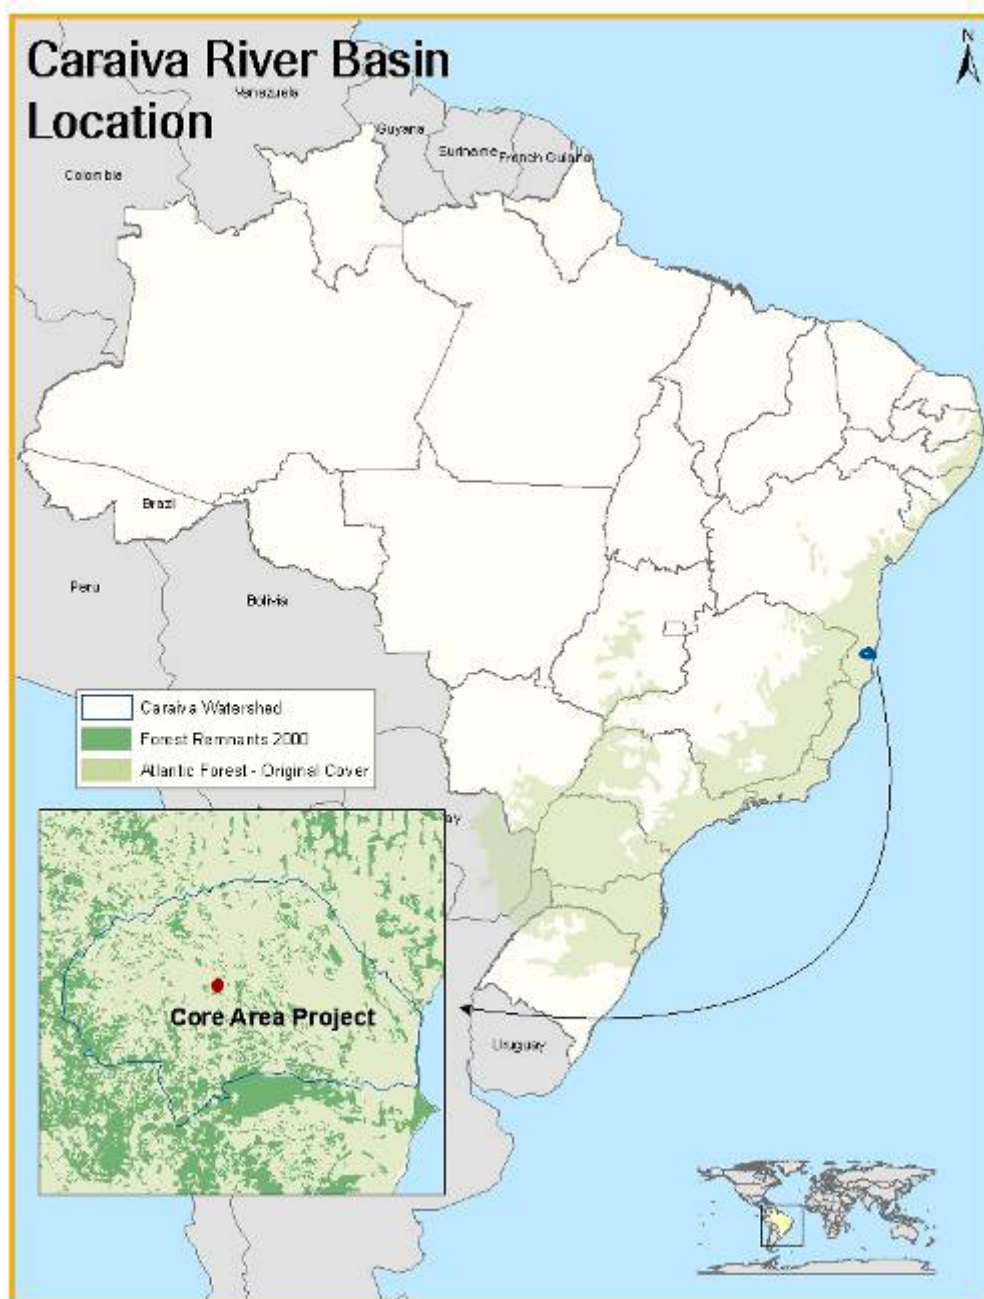 Caraiva River Basin
Location
N
Venezuela
Guyana
Suriname
French Guiana
Colombia
Brazil
Peru
Bolivia
Caraiva Watershed
Forest Remnants 2000
Atlantic Forest - Original Cover
ay
Core Area Project
Uruguay